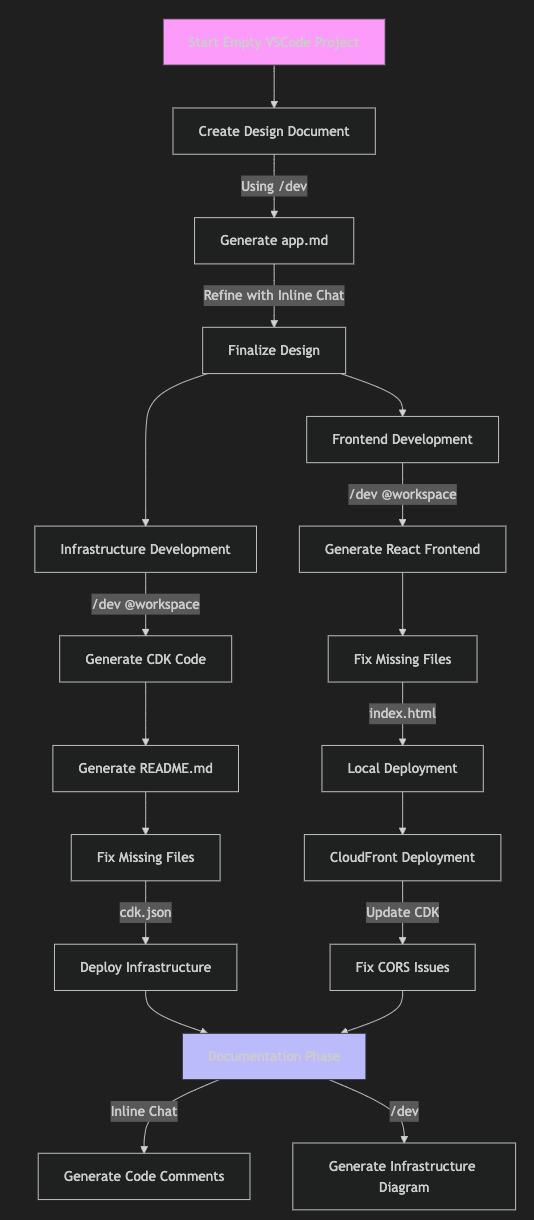 Start Empty VSCode Project
Create Design Document
Using /dev
Generate app.md
Refine with Inline Chat
Finalize Design
Frontend Development
/dev @workspace
Infrastructure Development
Generate React Frontend
/dev @workspace
Generate CDK Code
Fix Missing Files
index.html
Generate README.md
Local Deployment
Fix Missing Files
CloudFront Deployment
cdk.json
Update CDK
Deploy Infrastructure
Fix CORS Issues
Documentation Phase
Inline Chat
/dev
Generate Code Comments
Generate Infrastructure
Diagram